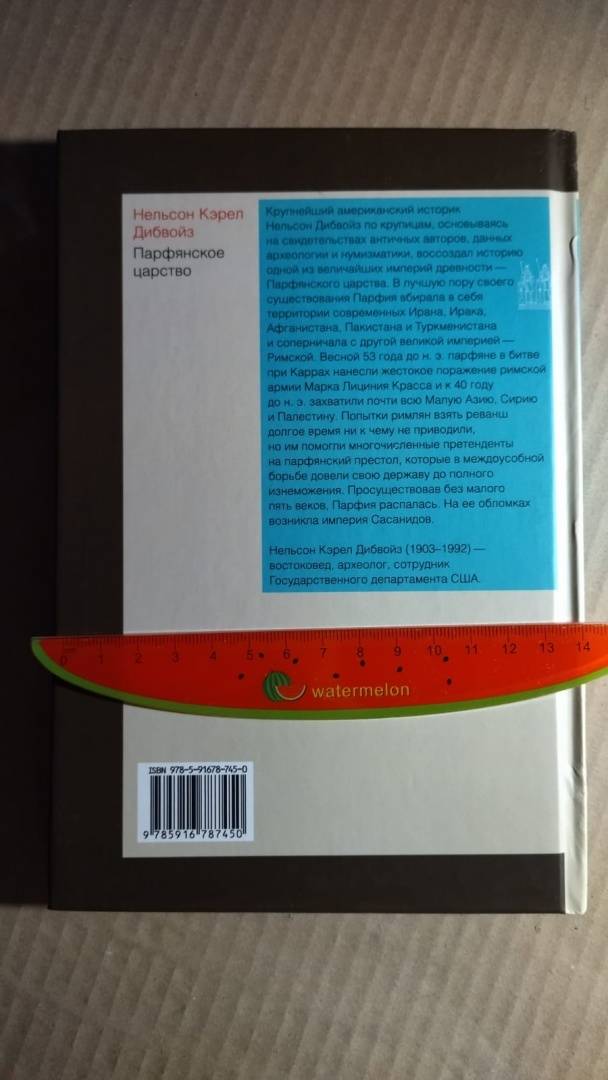 Нельсон Кэрел
Дибвойз
Парфянское
царство
Крупнейший американский историк
Нельсон Дибвойз по крупицам, основываясь
на свидетельствах античных авторов, данных
археологии и нумизматики, воссоздал историю
одной из величайших империй древности —
Парфянского царства. В лучшую пору своего
существования Парфия вбирала в себя
территории современных Ирана, Ирака,
Афганистана, Пакистана и Туркменистана
и соперничала с другой великой империей —
Римской. Весной 53 года до н. э. парфяне в битве
при Каррах нанесли жестокое поражение римской
армии Марка Лициния Красса и к 40 году
до н. э. захватили почти всю Малую Азию, Сирию
и Палестину. Попытки римлян взять реванш
долгое время ни к чему не приводили,
но им помогли многочисленные претенденты
на парфянский престол, которые в междоусобной
борьбе довели свою державу до полного
изнеможения. Просуществовав без малого
пять веков, Парфия распалась. На ее обломках
возникла империя Сасанидов.
Нельсон Кэрел Дибвойз (1903–1992) —
востоковед, археолог, сотрудник
Государственного департамента США.
0 1 2 3 4 5 6 7 8 9 10 11 12 13 14
watermelon
ISBN 978-5-91678-745-0
9 785916 787450